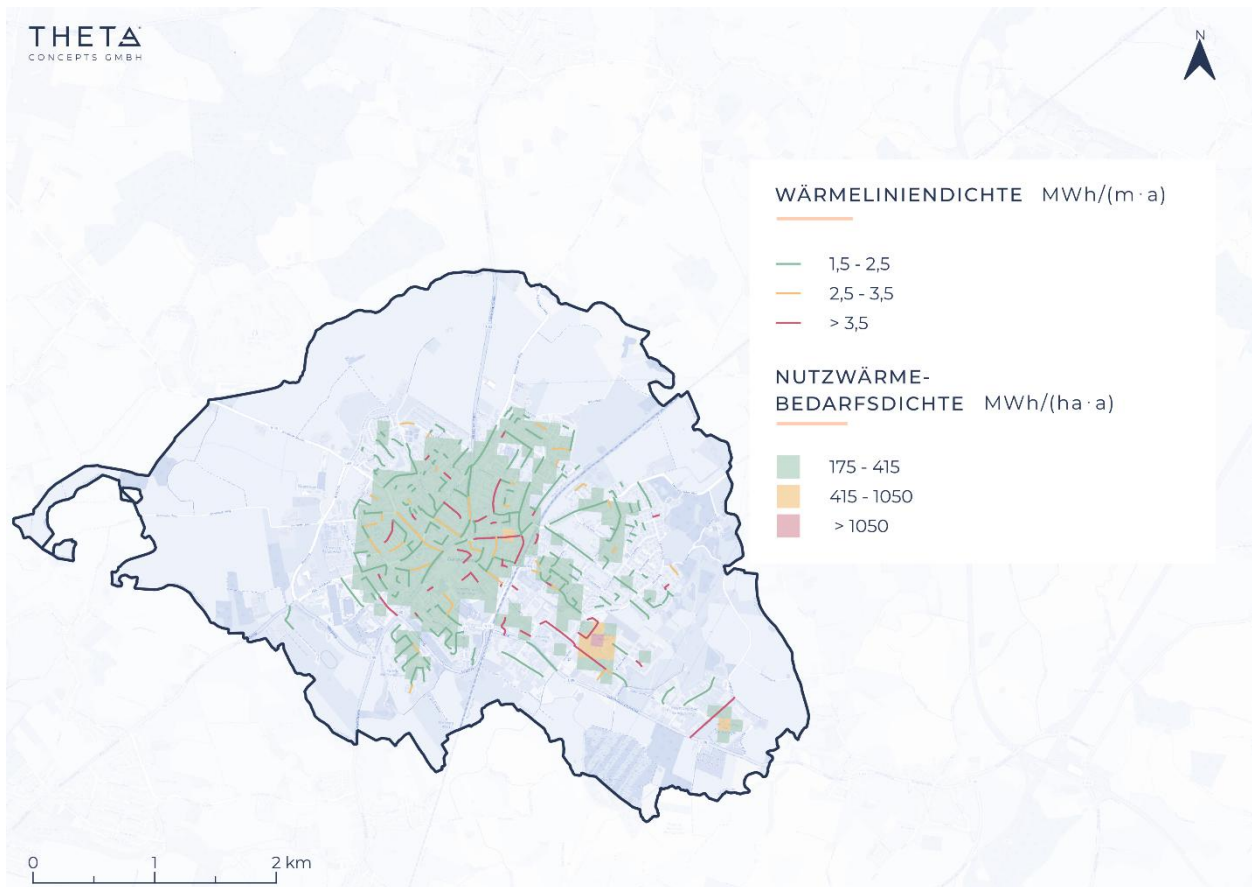 THETA
CONCEPTS GMBH
N
WÄRMELINIENDICHTE MWh/(m·a)
1,5 - 2,5
2,5 - 3,5
> 3,5
NUTZWÄRME-
BEDARFSDICHTE MWh/(ha·a)
175 - 415
415 - 1050
> 1050
0 1 2 km